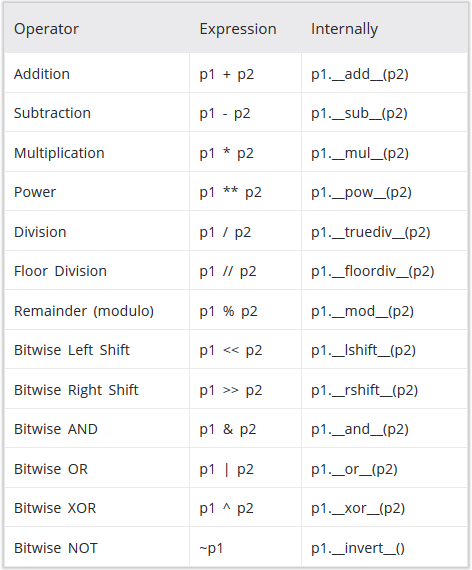 Operator Expression Internally
Addition p1 + p2 p1.__add__(p2)
Subtraction p1 - p2 p1.__sub__(p2)
Multiplication p1 * p2 p1.__mul__(p2)
Power p1 ** p2 p1.__pow__(p2)
Division p1 / p2 p1.__truediv__(p2)
Floor Division p1 // p2 p1.__floordiv__(p2)
Remainder (modulo) p1 % p2 p1.__mod__(p2)
Bitwise Left Shift p1 << p2 p1.__lshift__(p2)
Bitwise Right Shift p1 >> p2 p1.__rshift__(p2)
Bitwise AND p1 & p2 p1.__and__(p2)
Bitwise OR p1 | p2 p1.__or__(p2)
Bitwise XOR p1 ^ p2 p1.__xor__(p2)
Bitwise NOT ~p1 p1.__invert__()